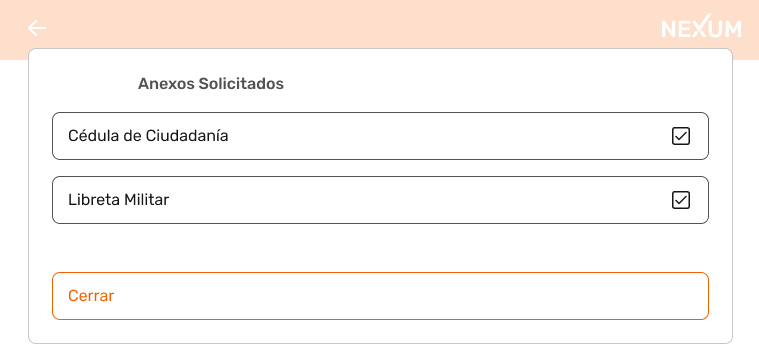 NEXUM
Anexos Solicitados
Cédula de Ciudadanía
Libreta Militar
Cerrar